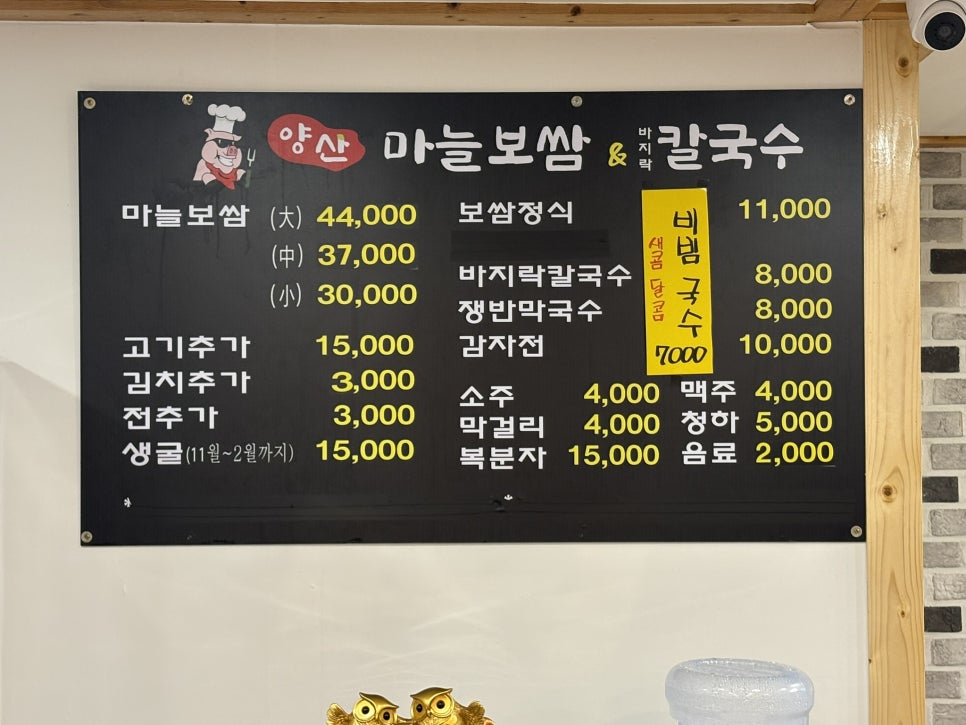 양산 마늘보쌈 & 바지락 칼국수
마늘보쌈 (大) 44,000
(中) 37,000
(小) 30,000
고기추가 15,000
김치추가 3,000
전추가 3,000
생굴(11월~2월까지) 15,000
보쌈정식 11,000
바지락칼국수 8,000
쟁반막국수 8,000
감자전 10,000
새콤 달콤
비빔국수
7000
소주 4,000 맥주 4,000
막걸리 4,000 청하 5,000
복분자 15,000 음료 2,000